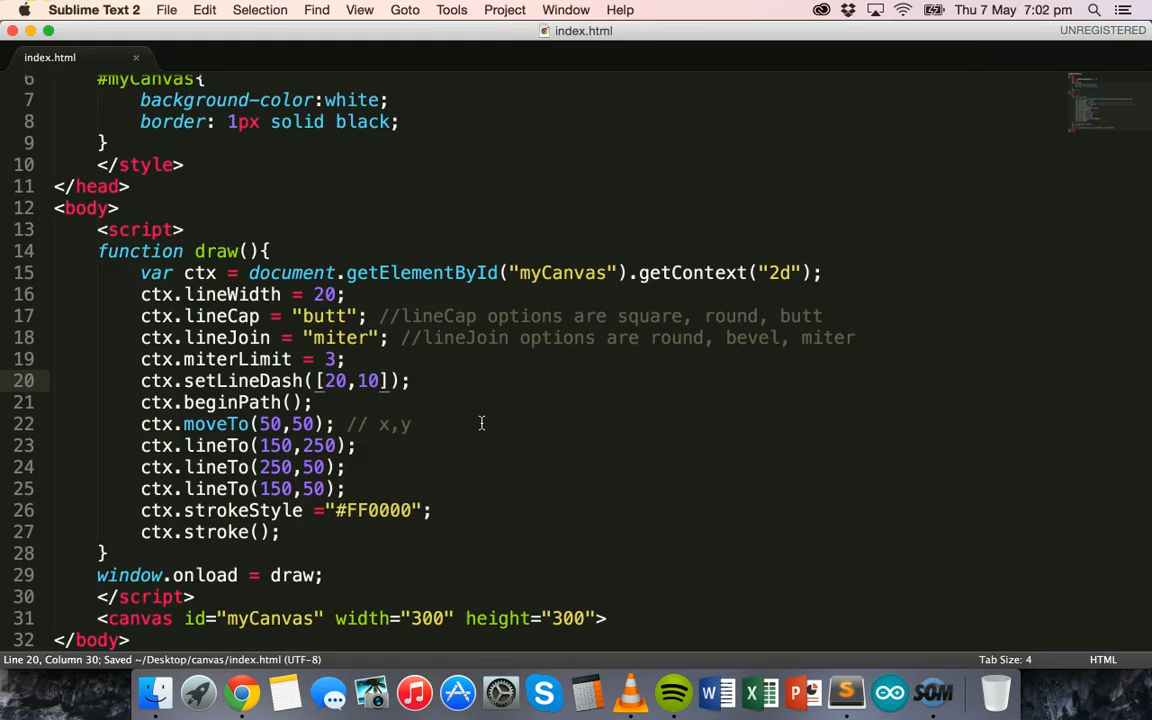 Sublime Text 2 File Edit Selection Find View Goto Tools Project Window Help Thu 7 May 7:02 pm
index.html UNREGISTERED
index.html ×
6 #myCanvas{
7 background-color:white;
8 border: 1px solid black;
9 }
10 </style>
11 </head>
12 <body>
13 <script>
14 function draw(){
15 var ctx = document.getElementById("myCanvas").getContext("2d");
16 ctx.lineWidth = 20;
17 ctx.lineCap = "butt"; //lineCap options are square, round, butt
18 ctx.lineJoin = "miter"; //lineJoin options are round, bevel, miter
19 ctx.miterLimit = 3;
20 ctx.setLineDash([20,10]);
21 ctx.beginPath();
22 ctx.moveTo(50,50); // x,y
23 ctx.lineTo(150,250);
24 ctx.lineTo(250,50);
25 ctx.lineTo(150,50);
26 ctx.strokeStyle ="#FF0000";
27 ctx.stroke();
28 }
29 window.onload = draw;
30 </script>
31 <canvas id="myCanvas" width="300" height="300">
32 </body>
Line 20, Column 30; Saved ~/Desktop/canvas/index.html (UTF-8) Tab Size: 4 HTML
SOM